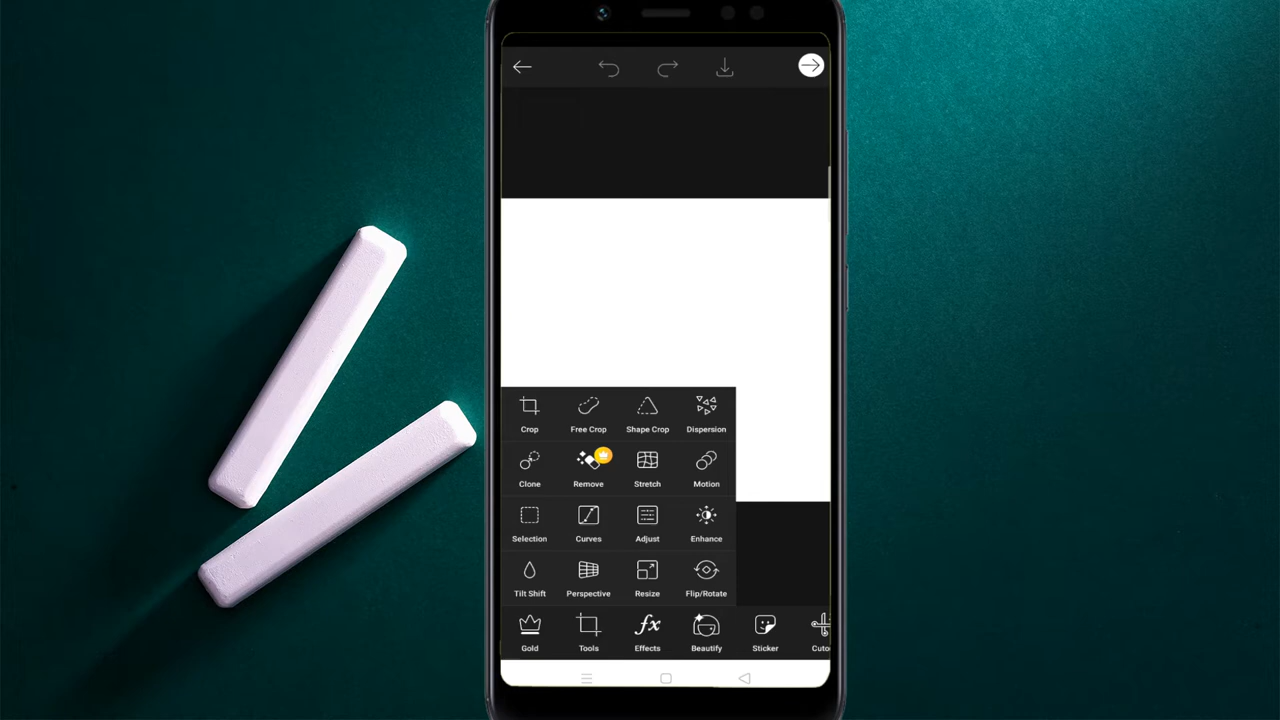 Crop Free Crop Shape Crop Dispersion
Clone Remove Stretch Motion
Selection Curves Adjust Enhance
Tilt Shift Perspective Resize Flip/Rotate
Gold Tools Effects Beautify Sticker Cuto